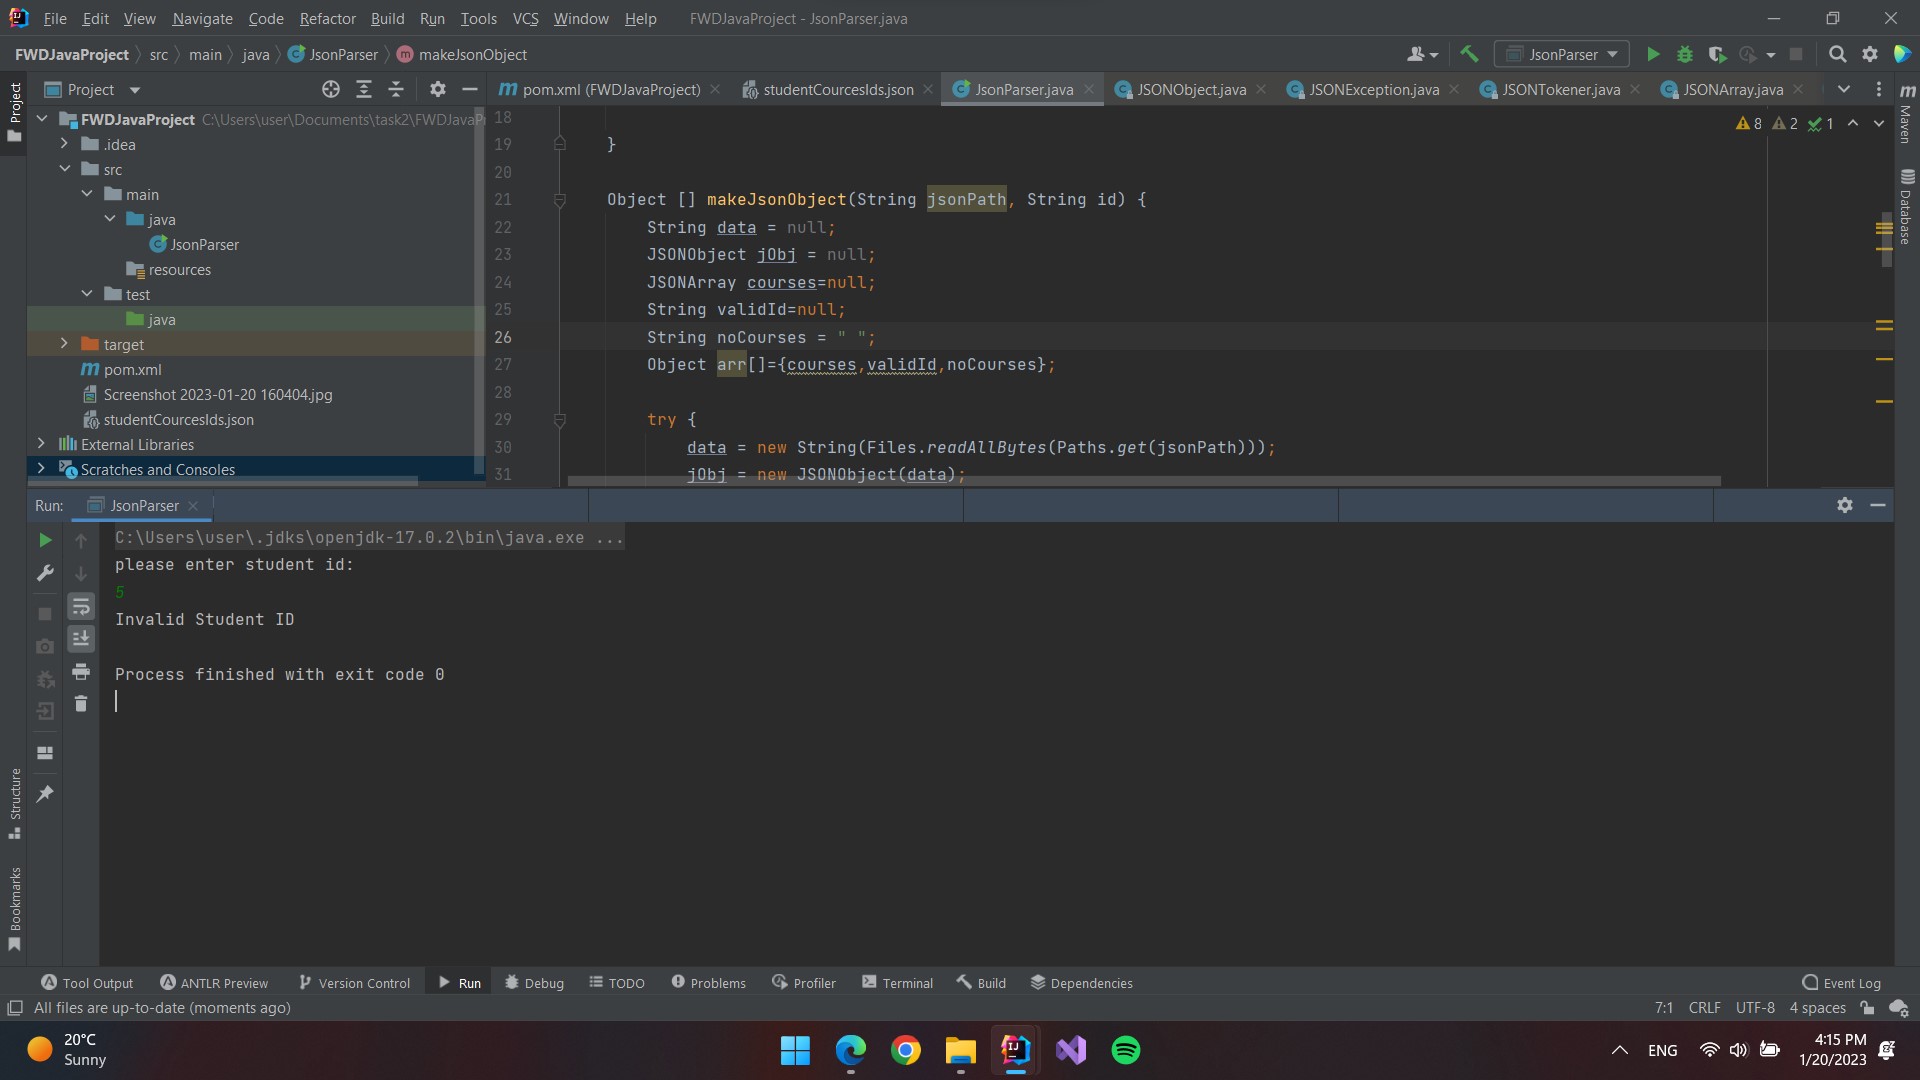 File Edit View Navigate Code Refactor Build Run Tools VCS Window Help FWDJavaProject - JsonParser.java
FWDJavaProject src main java JsonParser makeJsonObject JsonParser
Project pom.xml (FWDJavaProject) studentCourcesIds.json JsonParser.java JSONObject.java JSONException.java JSONTokener.java JSONArray.java
Project
Maven
Database
FWDJavaProject C:\Users\user\Documents\task2\FWDJavaP
.idea
src
main
java
JsonParser
resources
test
java
target
pom.xml
Screenshot 2023-01-20 160404.jpg
studentCourcesIds.json
External Libraries
Scratches and Consoles
8 2 1
18
19 }
20
21 Object [] makeJsonObject(String jsonPath, String id) {
22 String data = null;
23 JSONObject jObj = null;
24 JSONArray courses=null;
25 String validId=null;
26 String noCourses = " ";
27 Object arr[]={courses,validId,noCourses};
28
29 try {
30 data = new String(Files.readAllBytes(Paths.get(jsonPath)));
31 jObj = new JSONObject(data);
Run: JsonParser
C:\Users\user\.jdks\openjdk-17.0.2\bin\java.exe ...
please enter student id:
5
Invalid Student ID
Process finished with exit code 0
Structure
Bookmarks
Tool Output ANTLR Preview Version Control Run Debug TODO Problems Profiler Terminal Build Dependencies Event Log
All files are up-to-date (moments ago) 7:1 CRLF UTF-8 4 spaces
20°C
Sunny
ENG
4:15 PM
1/20/2023